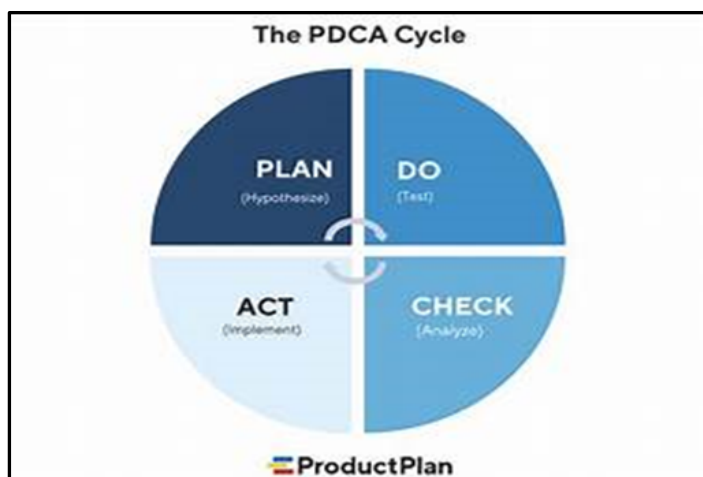 The PDCA Cycle
PLAN
(Hypothesize)
DO
(Test)
ACT
(Implement)
CHECK
(Analyze)
ProductPlan